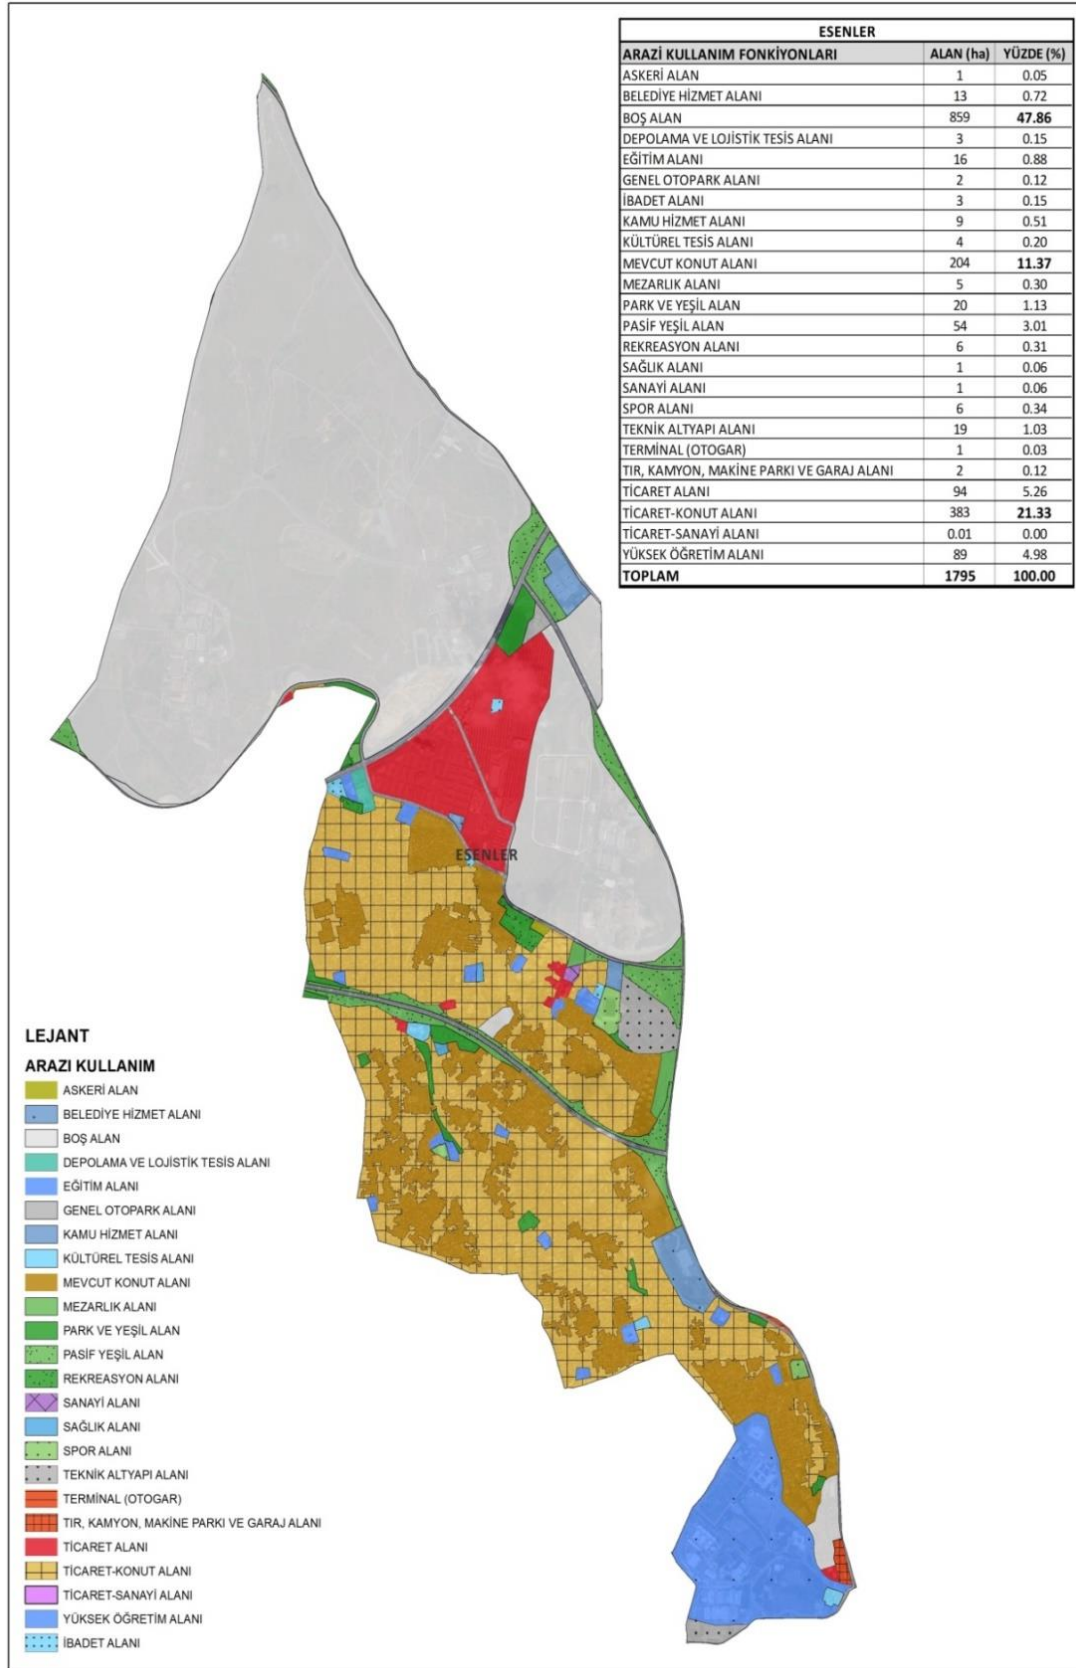 ESENLER
ARAZİ KULLANIM FONKİYONLARI ALAN (ha) YÜZDE (%)
ASKERİ ALAN 1 0.05
BELEDİYE HİZMET ALANI 13 0.72
BOŞ ALAN 859 47.86
DEPOLAMA VE LOJİSTİK TESİS ALANI 3 0.15
EĞİTİM ALANI 16 0.88
GENEL OTOPARK ALANI 2 0.12
İBADET ALANI 3 0.15
KAMU HİZMET ALANI 9 0.51
KÜLTÜREL TESİS ALANI 4 0.20
MEVCUT KONUT ALANI 204 11.37
MEZARLIK ALANI 5 0.30
PARK VE YEŞİL ALAN 20 1.13
PASİF YEŞİL ALAN 54 3.01
REKREASYON ALANI 6 0.31
SAĞLIK ALANI 1 0.06
SANAYİ ALANI 1 0.06
SPOR ALANI 6 0.34
TEKNİK ALTYAPI ALANI 19 1.03
TERMİNAL (OTOGAR) 1 0.03
TIR, KAMYON, MAKİNE PARKI VE GARAJ ALANI 2 0.12
TİCARET ALANI 94 5.26
TİCARET-KONUT ALANI 383 21.33
TİCARET-SANAYİ ALANI 0.01 0.00
YÜKSEK ÖĞRETİM ALANI 89 4.98
TOPLAM 1795 100.00
ESENLER
LEJANT
ARAZI KULLANIM
ASKERİ ALAN
BELEDİYE HİZMET ALANI
BOŞ ALAN
DEPOLAMA VE LOJİSTİK TESİS ALANI
EĞİTİM ALANI
GENEL OTOPARK ALANI
KAMU HİZMET ALANI
KÜLTÜREL TESİS ALANI
MEVCUT KONUT ALANI
MEZARLIK ALANI
PARK VE YEŞİL ALAN
PASİF YEŞİL ALAN
REKREASYON ALANI
SANAYİ ALANI
SAĞLIK ALANI
SPOR ALANI
TEKNİK ALTYAPI ALANI
TERMİNAL (OTOGAR)
TIR, KAMYON, MAKİNE PARKI VE GARAJ ALANI
TİCARET ALANI
TİCARET-KONUT ALANI
TİCARET-SANAYİ ALANI
YÜKSEK ÖĞRETİM ALANI
İBADET ALANI